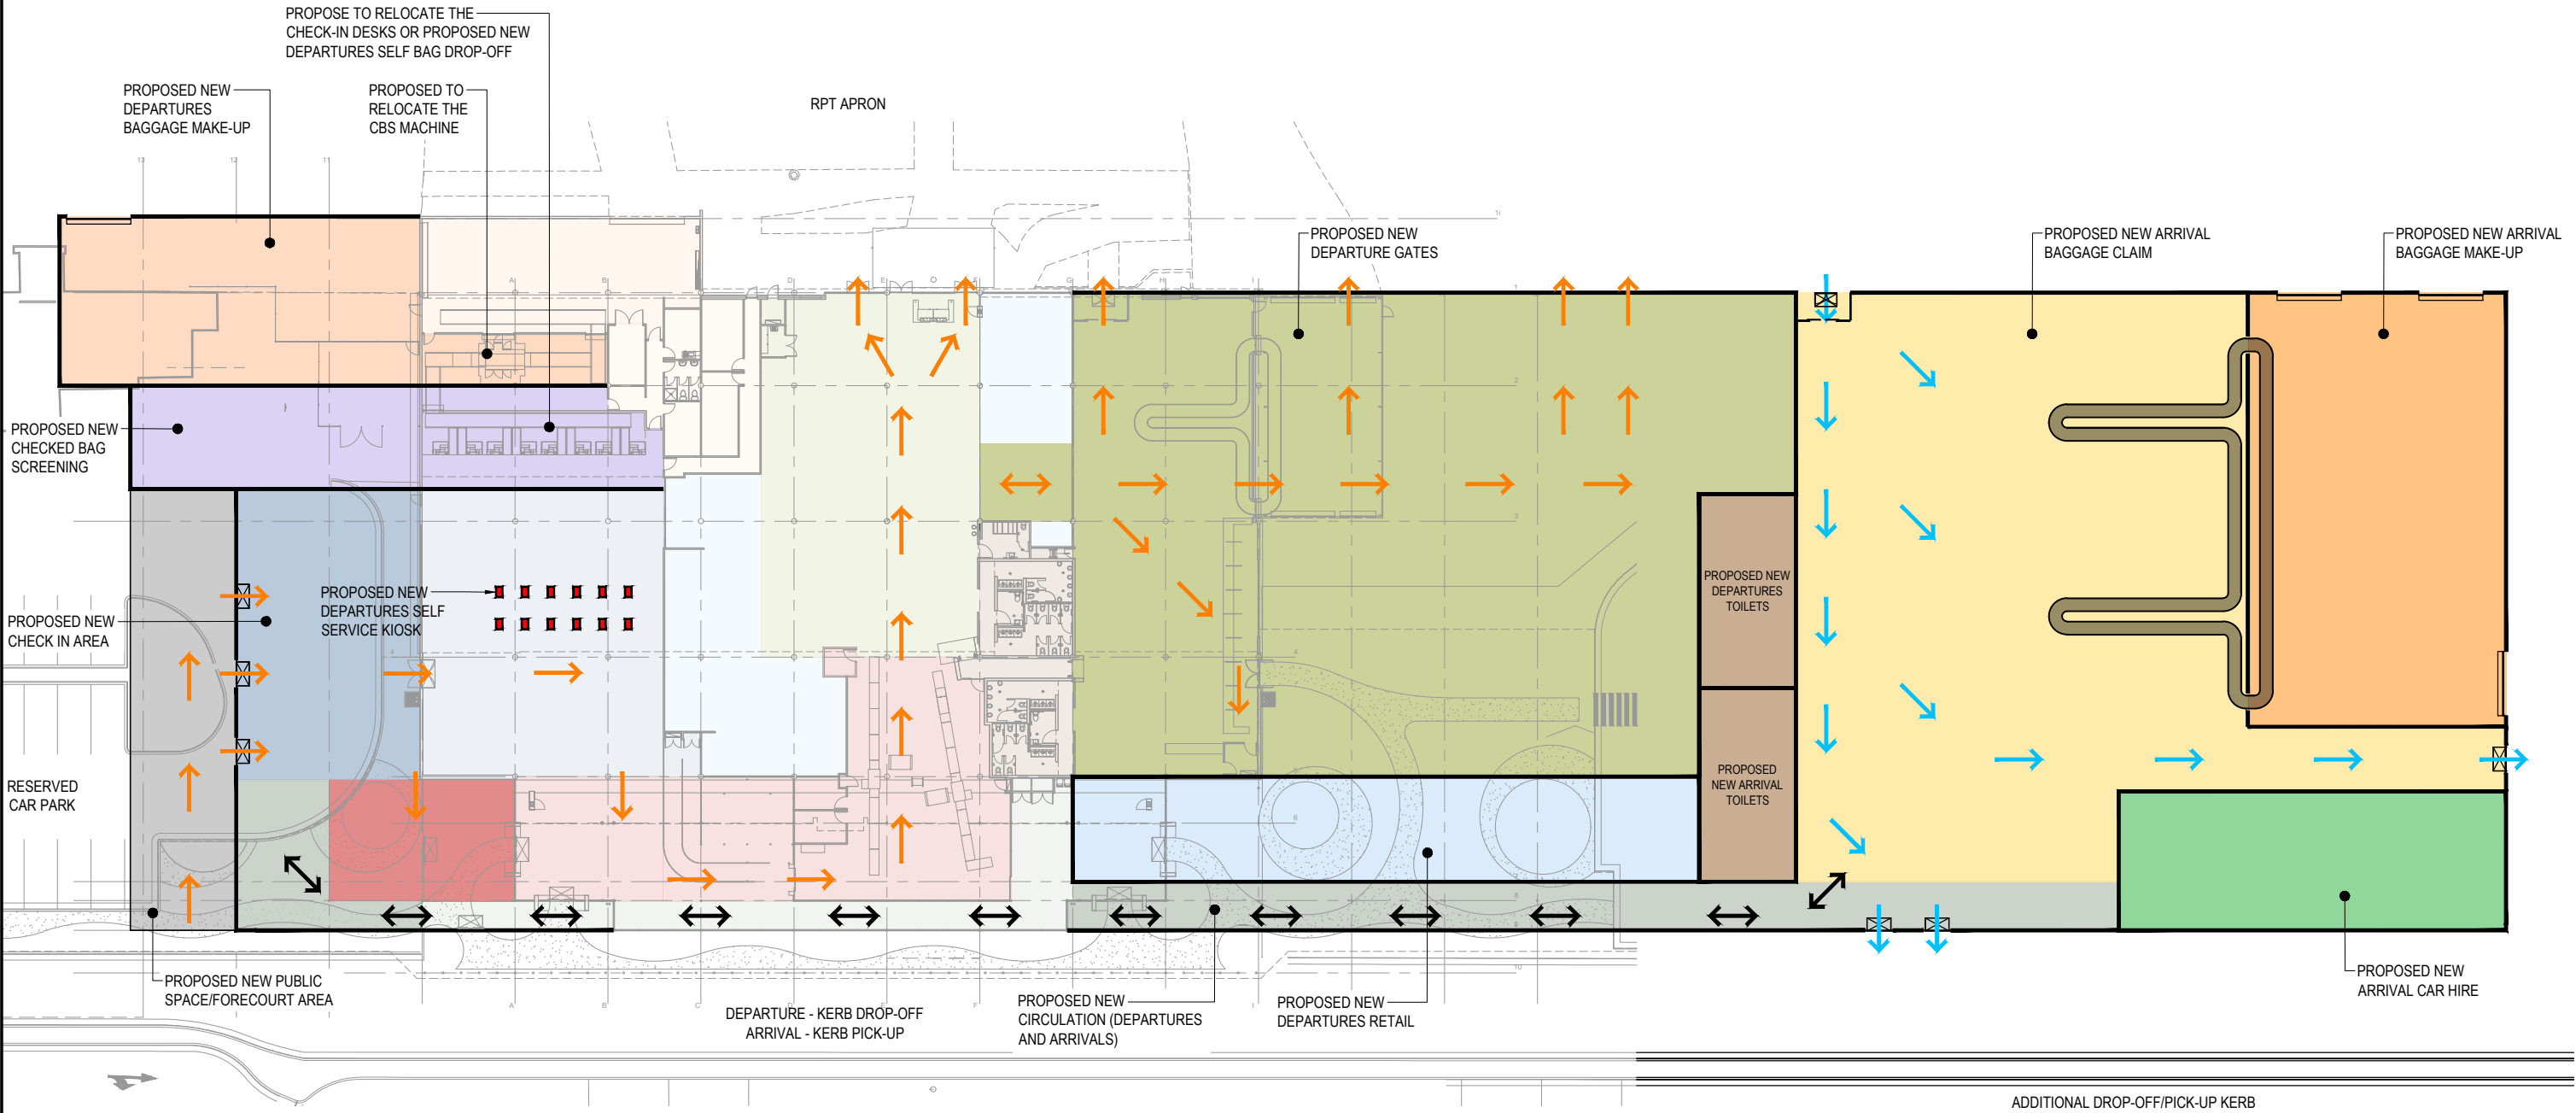 PROPOSE TO RELOCATE THE
CHECK-IN DESKS OR PROPOSED NEW
DEPARTURES SELF BAG DROP-OFF
PROPOSED NEW
DEPARTURES
BAGGAGE MAKE-UP
PROPOSED TO
RELOCATE THE
CBS MACHINE
RPT APRON
PROPOSED NEW
DEPARTURE GATES
PROPOSED NEW ARRIVAL
BAGGAGE CLAIM
PROPOSED NEW ARRIVAL
BAGGAGE MAKE-UP
13
12
11
PROPOSED NEW
CHECKED BAG
SCREENING
PROPOSED NEW
CHECK IN AREA
PROPOSED NEW
DEPARTURES SELF
SERVICE KIOSK
PROPOSED NEW
DEPARTURES
TOILETS
RESERVED
CAR PARK
PROPOSED
NEW ARRIVAL
TOILETS
PROPOSED NEW PUBLIC
SPACE/FORECOURT AREA
DEPARTURE - KERB DROP-OFF
ARRIVAL - KERB PICK-UP
PROPOSED NEW
CIRCULATION (DEPARTURES
AND ARRIVALS)
PROPOSED NEW
DEPARTURES RETAIL
PROPOSED NEW
ARRIVAL CAR HIRE
ADDITIONAL DROP-OFF/PICK-UP KERB